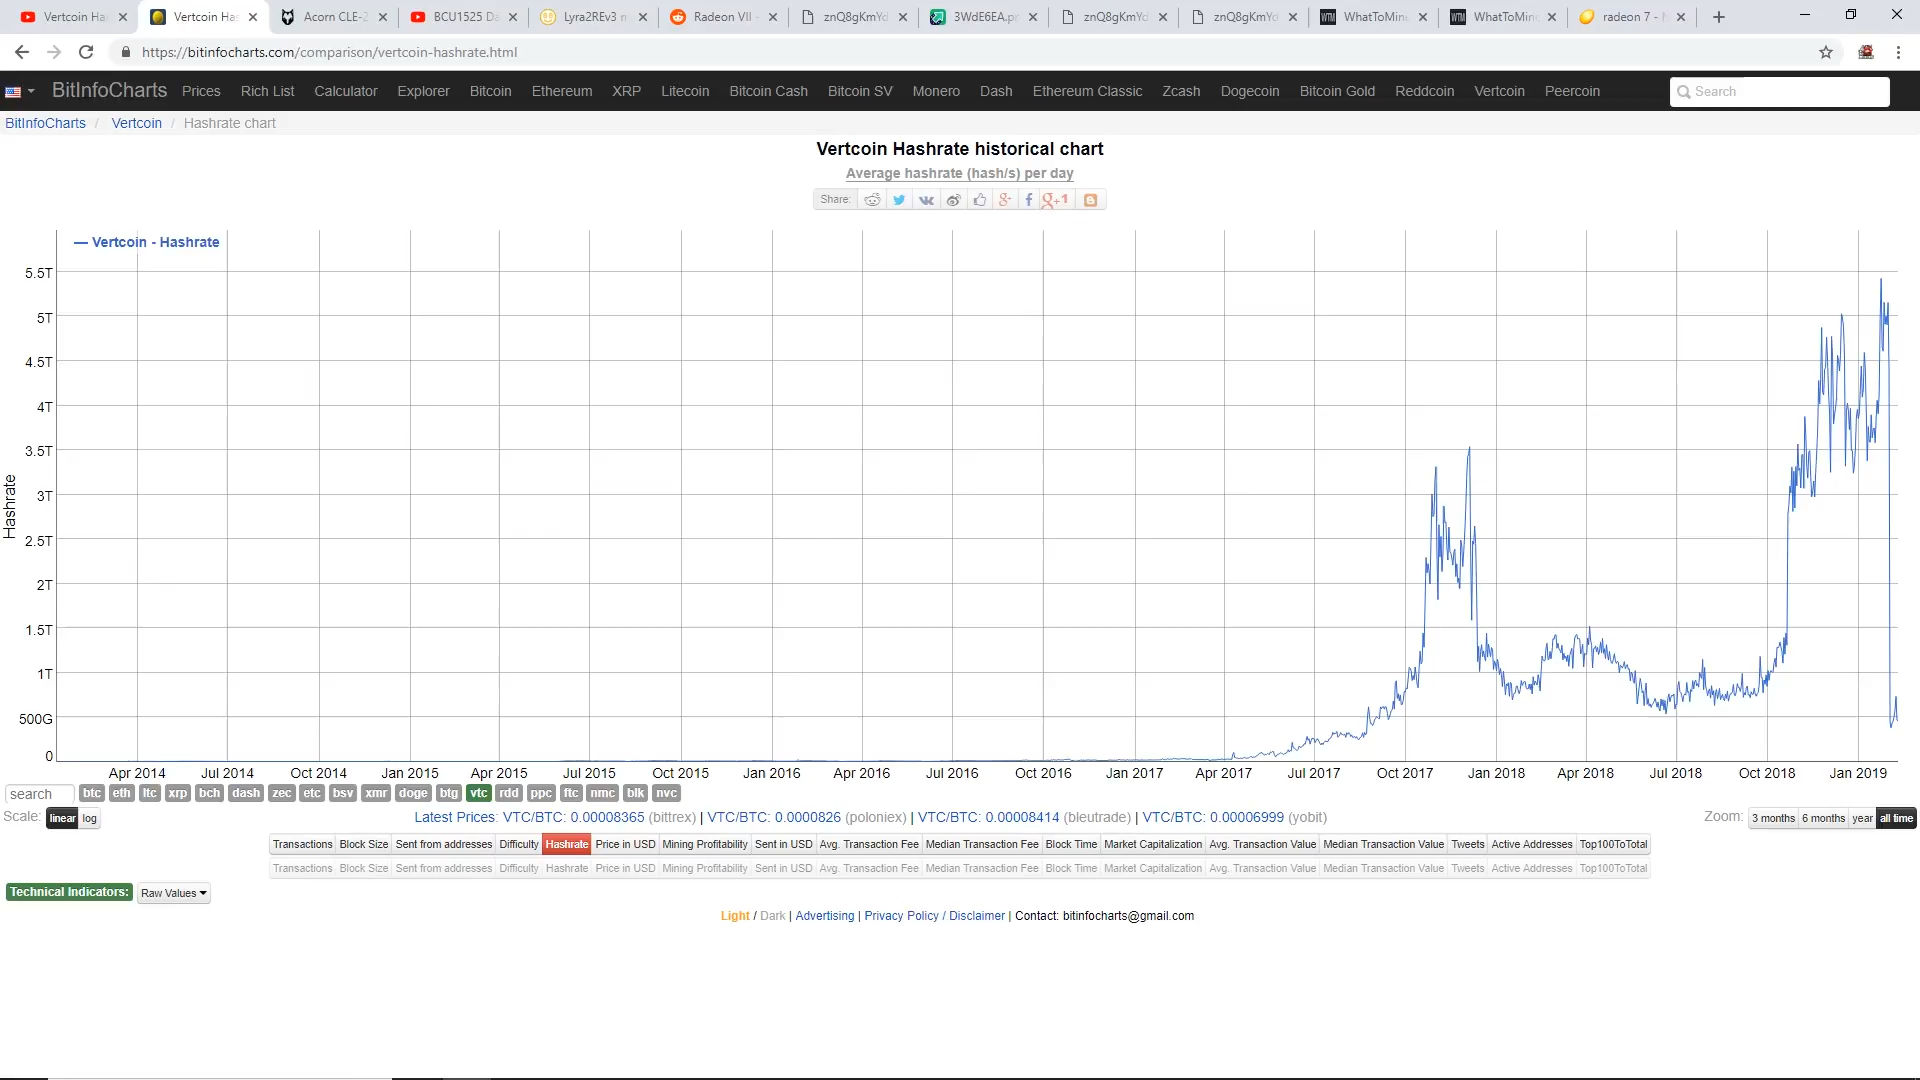 Vertcoin Ha
Vertcoin Has
Acorn CLE-2
BCU1525 Da
Lyra2REv3 m
Radeon VII -
znQ8gKmYd
3WdE6EA.pn
znQ8gKmYd
znQ8gKmYd
WhatToMin
WhatToMin
radeon 7 -
https://bitinfocharts.com/comparison/vertcoin-hashrate.html
BitInfoCharts Prices Rich List Calculator Explorer Bitcoin Ethereum XRP Litecoin Bitcoin Cash Bitcoin SV Monero Dash Ethereum Classic Zcash Dogecoin Bitcoin Gold Reddcoin Vertcoin Peercoin Search
BitInfoCharts / Vertcoin / Hashrate chart
Vertcoin Hashrate historical chart
Average hashrate (hash/s) per day
Share: g+1
Vertcoin - Hashrate
5.5T
5T
4.5T
4T
3.5T
3T
2.5T
2T
1.5T
1T
500G
0
Hashrate
Apr 2014 Jul 2014 Oct 2014 Jan 2015 Apr 2015 Jul 2015 Oct 2015 Jan 2016 Apr 2016 Jul 2016 Oct 2016 Jan 2017 Apr 2017 Jul 2017 Oct 2017 Jan 2018 Apr 2018 Jul 2018 Oct 2018 Jan 2019
search btc eth ltc xrp bch dash zec etc bsv xmr doge btg vtc rdd ppc ftc nmc blk nvc
Scale: linear log
Latest Prices: VTC/BTC: 0.00008365 (bittrex) | VTC/BTC: 0.0000826 (poloniex) | VTC/BTC: 0.00008414 (bleutrade) | VTC/BTC: 0.00006999 (yobit)
Zoom: 3 months 6 months year all time
Transactions Block Size Sent from addresses Difficulty Hashrate Price in USD Mining Profitability Sent in USD Avg. Transaction Fee Median Transaction Fee Block Time Market Capitalization Avg. Transaction Value Median Transaction Value Tweets Active Addresses Top100ToTotal
Transactions Block Size Sent from addresses Difficulty Hashrate Price in USD Mining Profitability Sent in USD Avg. Transaction Fee Median Transaction Fee Block Time Market Capitalization Avg. Transaction Value Median Transaction Value Tweets Active Addresses Top100ToTotal
Technical Indicators: Raw Values
Light / Dark | Advertising | Privacy Policy / Disclaimer | Contact: bitinfocharts@gmail.com